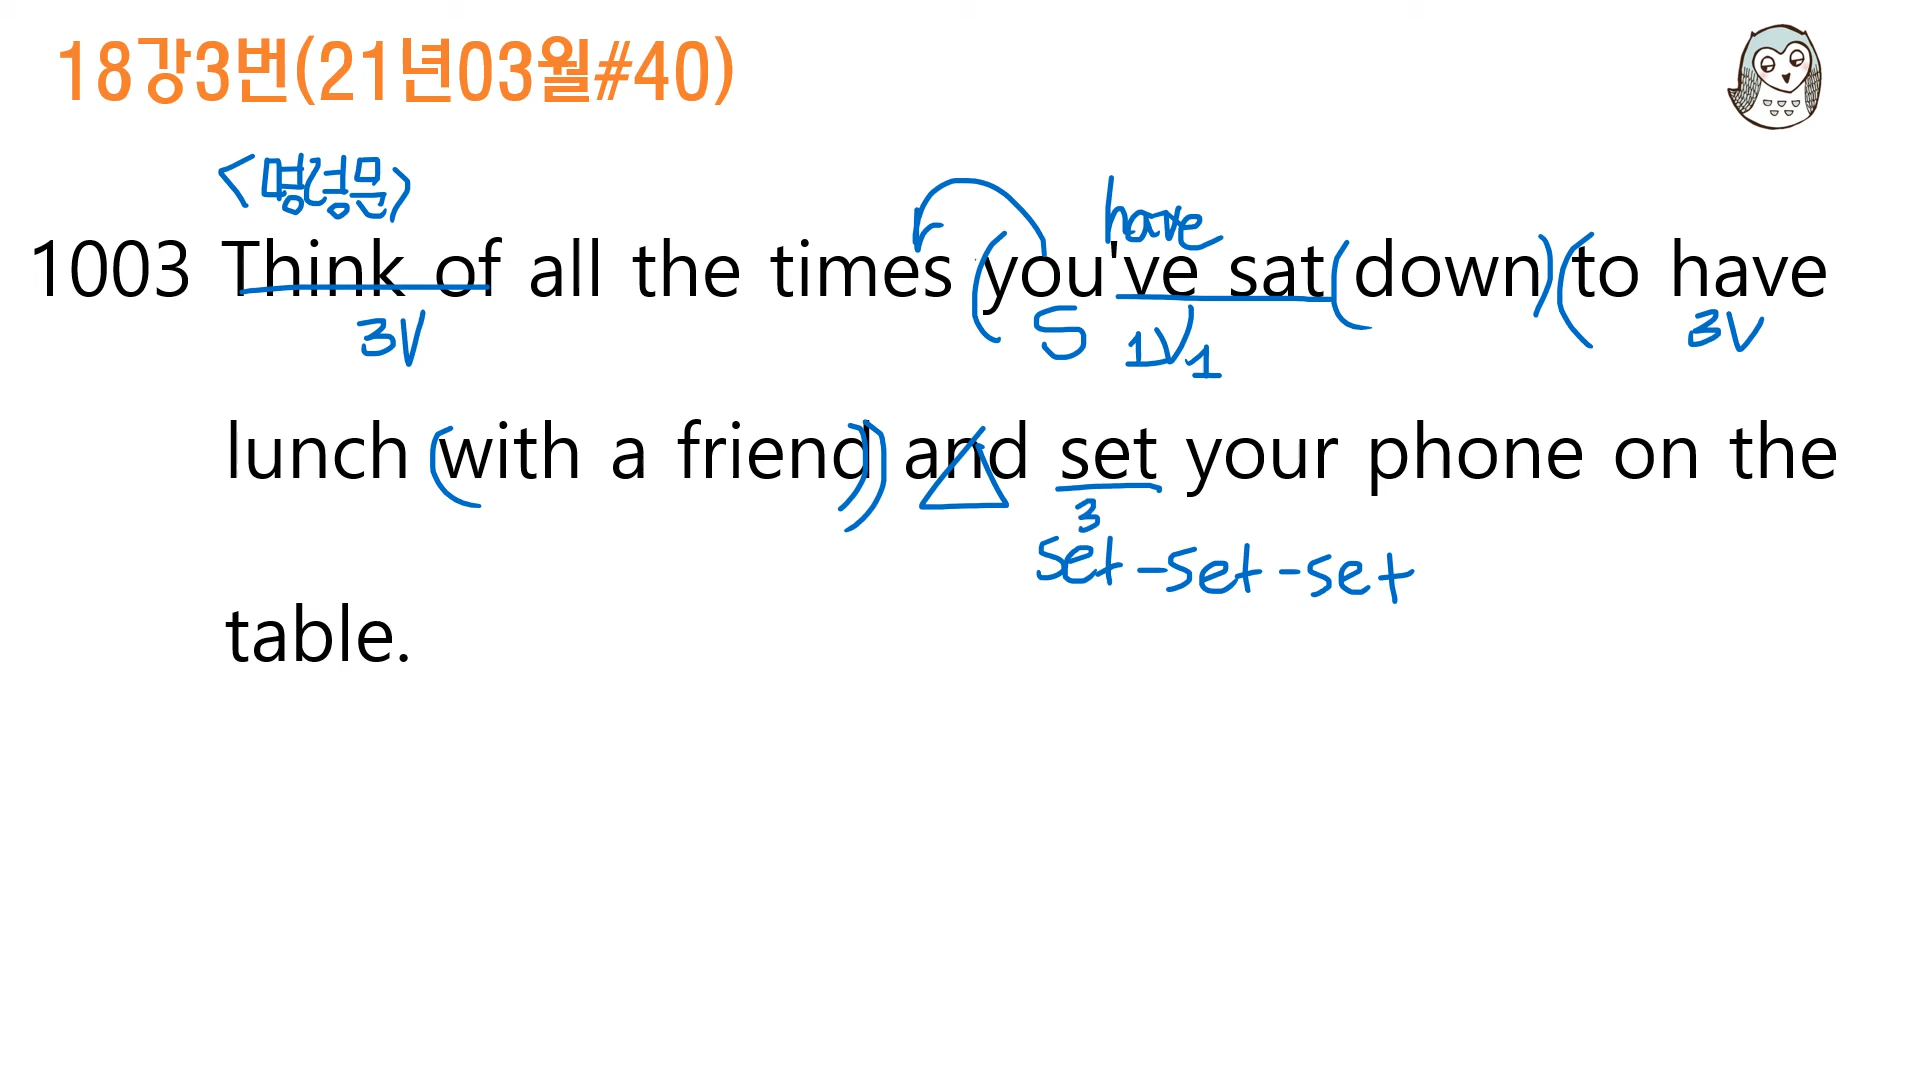 18강3번(21년03월#40)
<명령문>
have
1003 Think of all the times you've sat down to have
3V S 1V1 3V
lunch with a friend and set your phone on the
3
set-set-set
table.